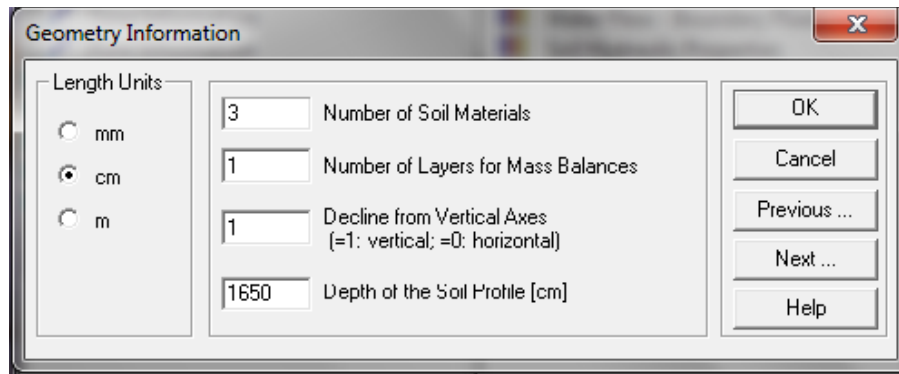 Geometry Information
Length Units
mm
cm
m
3 Number of Soil Materials
1 Number of Layers for Mass Balances
1 Decline from Vertical Axes
(=1: vertical; =0: horizontal)
1650 Depth of the Soil Profile [cm]
OK
Cancel
Previous ...
Next ...
Help